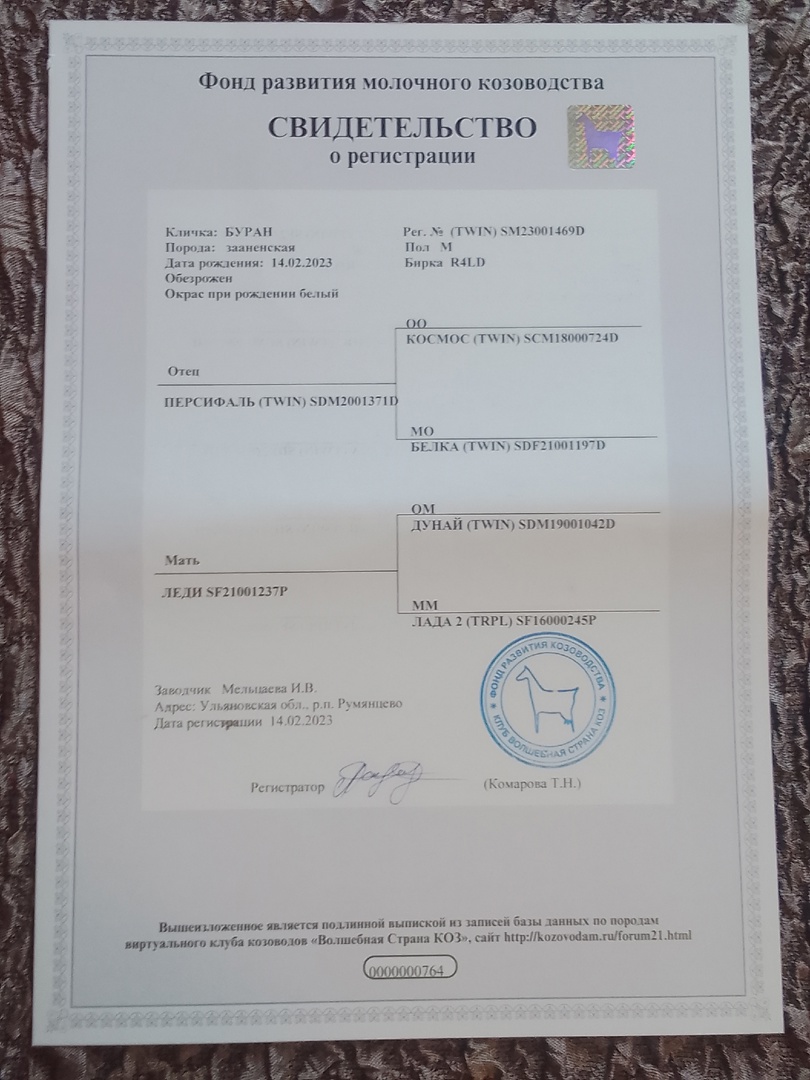 Фонд развития молочного козоводства
СВИДЕТЕЛЬСТВО
о регистрации
Кличка: БУРАН
Порода: зааненская
Дата рождения: 14.02.2023
Обезрожен
Окрас при рождении белый
Рег. № (TWIN) SM23001469D
Пол М
Бирка R4LD
ОО
КОСМОС (TWIN) SCM18000724D
Отец
ПЕРСИФАЛЬ (TWIN) SDM2001371D
МО
БЕЛКА (TWIN) SDF21001197D
ОМ
ДУНАЙ (TWIN) SDM19001042D
Мать
ЛЕДИ SF21001237P
ММ
ЛАДА 2 (TRPL) SF16000245P
Заводчик Мельцаева И.В.
Адрес: Ульяновская обл., р.п. Румянцево
Дата регистрации 14.02.2023
ФОНД РАЗВИТИЯ КОЗОВОДСТВА
КЛУБ ВОЛШЕБНАЯ СТРАНА КОЗ
Регистратор
(Комарова Т.Н.)
Вышеизложенное является подлинной выпиской из записей базы данных по породам
виртуального клуба козоводов «Волшебная Страна КОЗ», сайт http://kozovodam.ru/forum21.html
0000000764